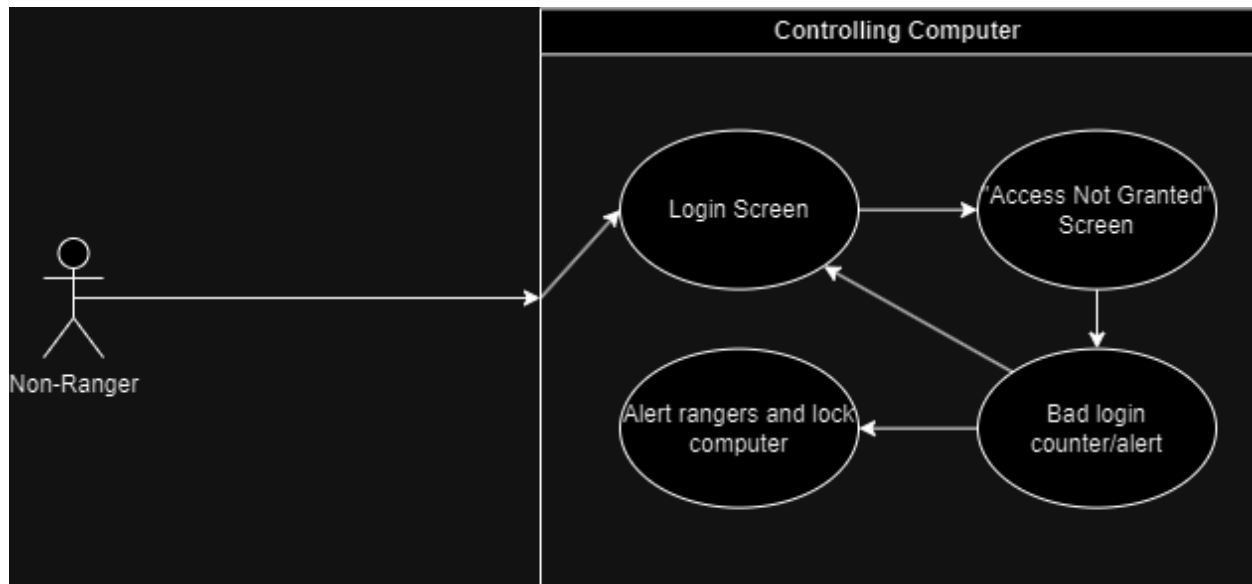 Controlling Computer
Login Screen
"Access Not Granted"
Screen
Non-Ranger
Alert rangers and lock
computer
Bad login
counter/alert